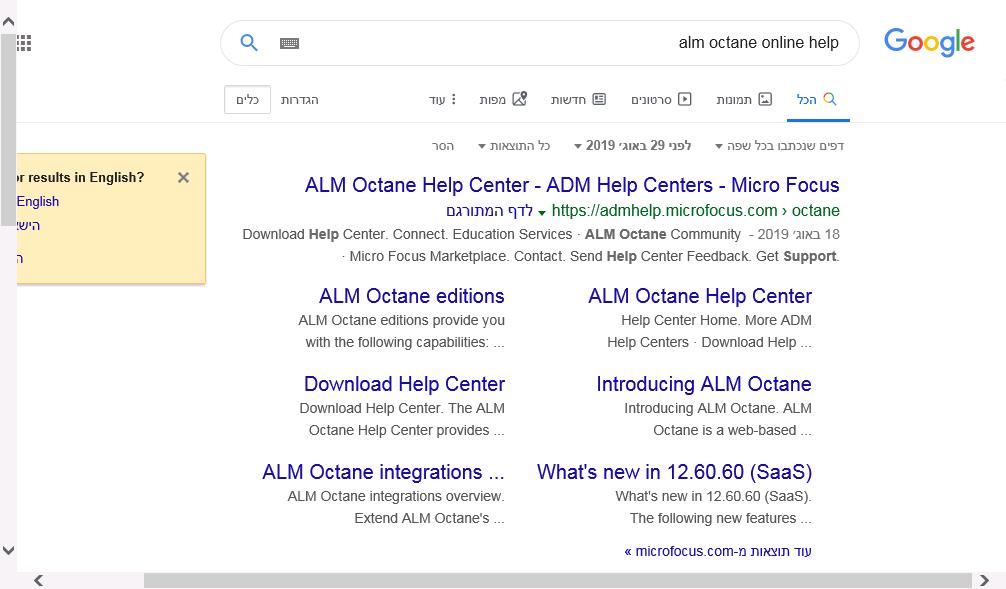 alm octane online help
Google
הכל תמונות סרטונים חדשות מפות עוד הגדרות כלים
דפים שנכתבו בכל שפה לפני 29 באוג׳ 2019 כל התוצאות הסר
r results in English?
English
ALM Octane Help Center - ADM Help Centers - Micro Focus
https://admhelp.microfocus.com › octane לדף המתורגם
18 באוג׳ 2019 - Download Help Center. Connect. Education Services · ALM Octane Community
· Micro Focus Marketplace. Contact. Send Help Center Feedback. Get Support.
ALM Octane Help Center
Help Center Home. More ADM
Help Centers · Download Help ...
ALM Octane editions
ALM Octane editions provide you
with the following capabilities: ...
Introducing ALM Octane
Introducing ALM Octane. ALM
Octane is a web-based ...
Download Help Center
Download Help Center. The ALM
Octane Help Center provides ...
What's new in 12.60.60 (SaaS)
What's new in 12.60.60 (SaaS).
The following new features ...
ALM Octane integrations ...
ALM Octane integrations overview.
Extend ALM Octane's ...
עוד תוצאות מ-microfocus.com »